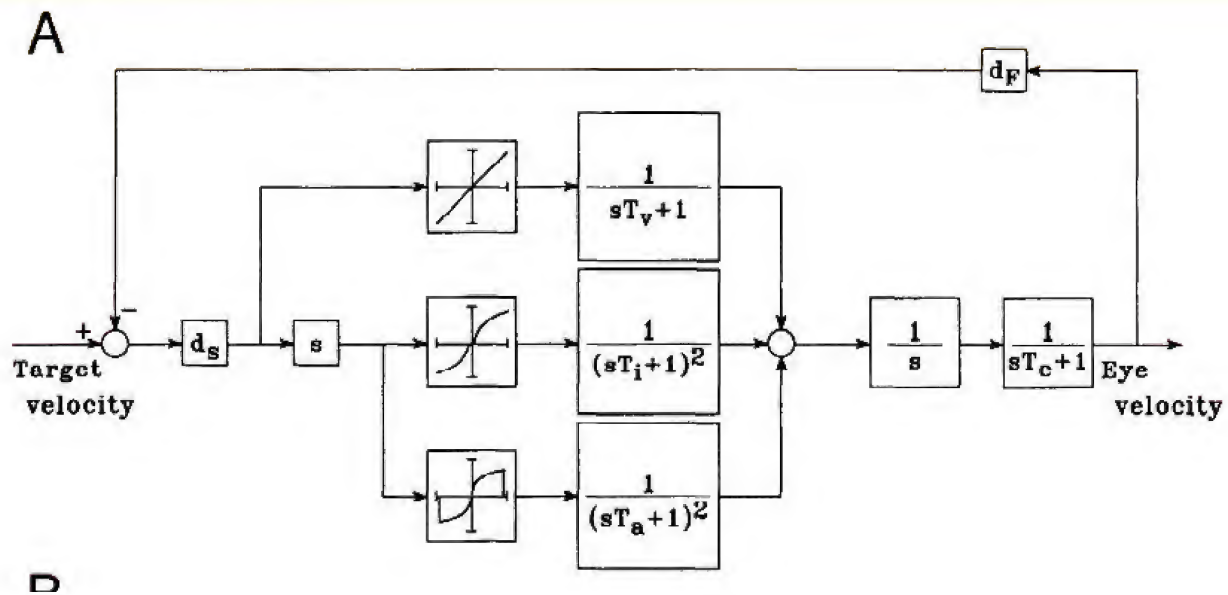 A
d_F
1
sT_v+1
+
−
Target
velocity
d_s
s
1
(sT_i+1)^2
1
s
1
sT_c+1
Eye
velocity
1
(sT_a+1)^2